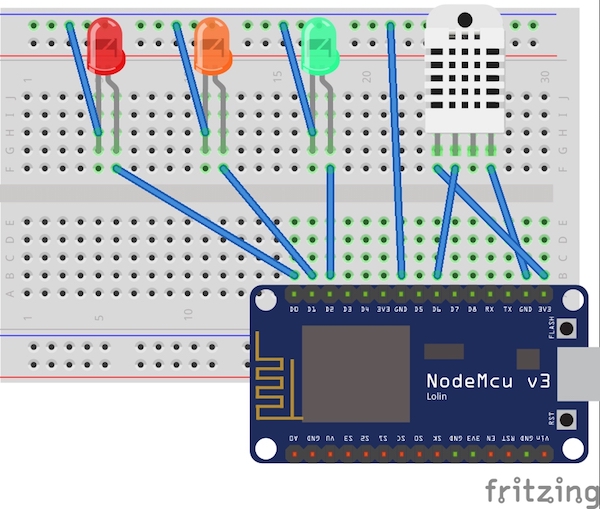 1 5 10 15 20 30
J
I
H
G
F
E
D
C
B
A
1 5 10
D0 D1 D2 D3 D4 3V3 GND D5 D6 D7 D8 RX TX GND 3V3
FLASH
NodeMcu v3
Lolin
RST
A0 GND VU S3 S2 S1 SC SO SK GND 3V3 EN RST GND Vin
fritzing